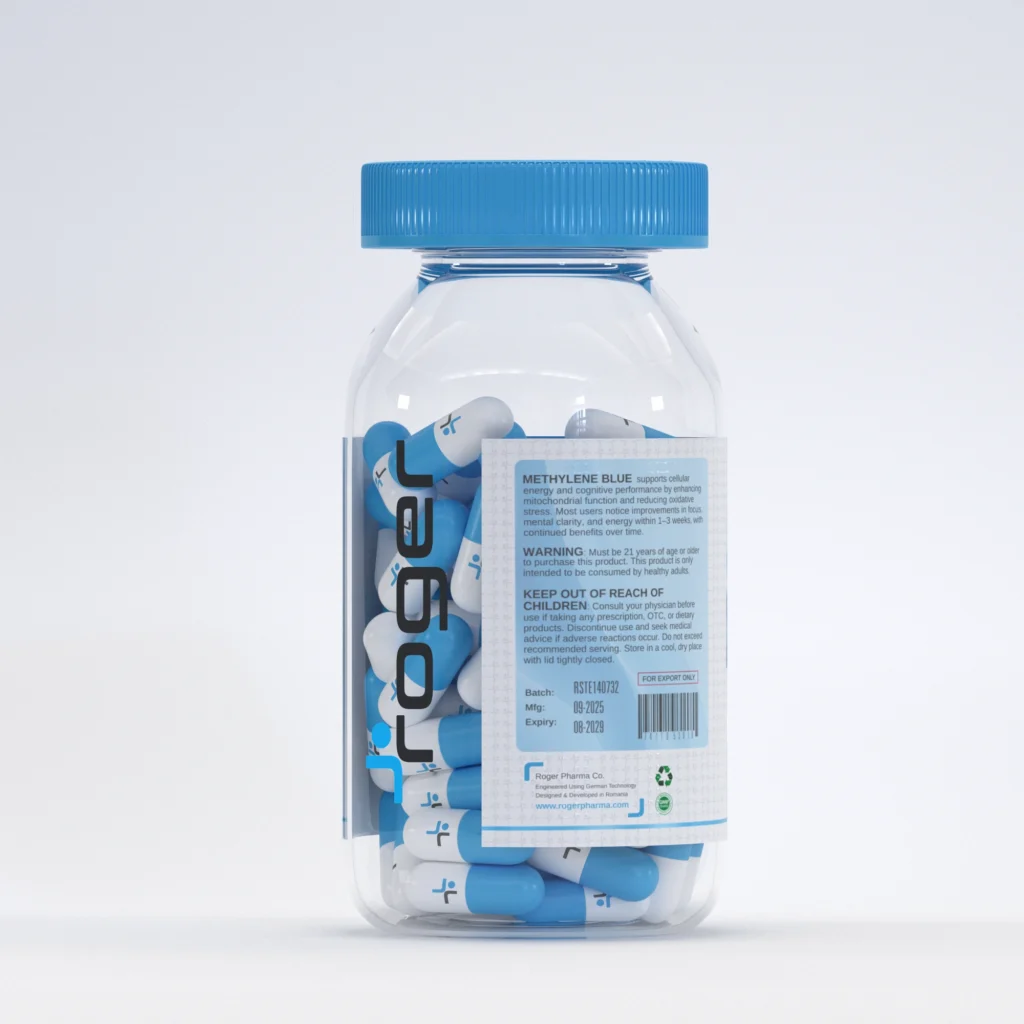 roger
METHYLENE BLUE supports cellular
energy and cognitive performance by enhancing
mitochondrial function and reducing oxidative
stress. Most users notice improvements in focus,
mental clarity, and energy within 1–3 weeks, with
continued benefits over time.
WARNING: Must be 21 years of age or older
to purchase this product. This product is only
intended to be consumed by healthy adults.
KEEP OUT OF REACH OF
CHILDREN: Consult your physician before
use if taking any prescription, OTC, or dietary
products. Discontinue use and seek medical
advice if adverse reactions occur. Do not exceed
recommended serving. Store in a cool, dry place
with lid tightly closed.
FOR EXPORT ONLY
Batch: RSTE140732
Mfg: 09-2025
Expiry: 08-2029
Roger Pharma Co.
Engineered Using German Technology
Designed & Developed in Romania
www.rogerpharma.com